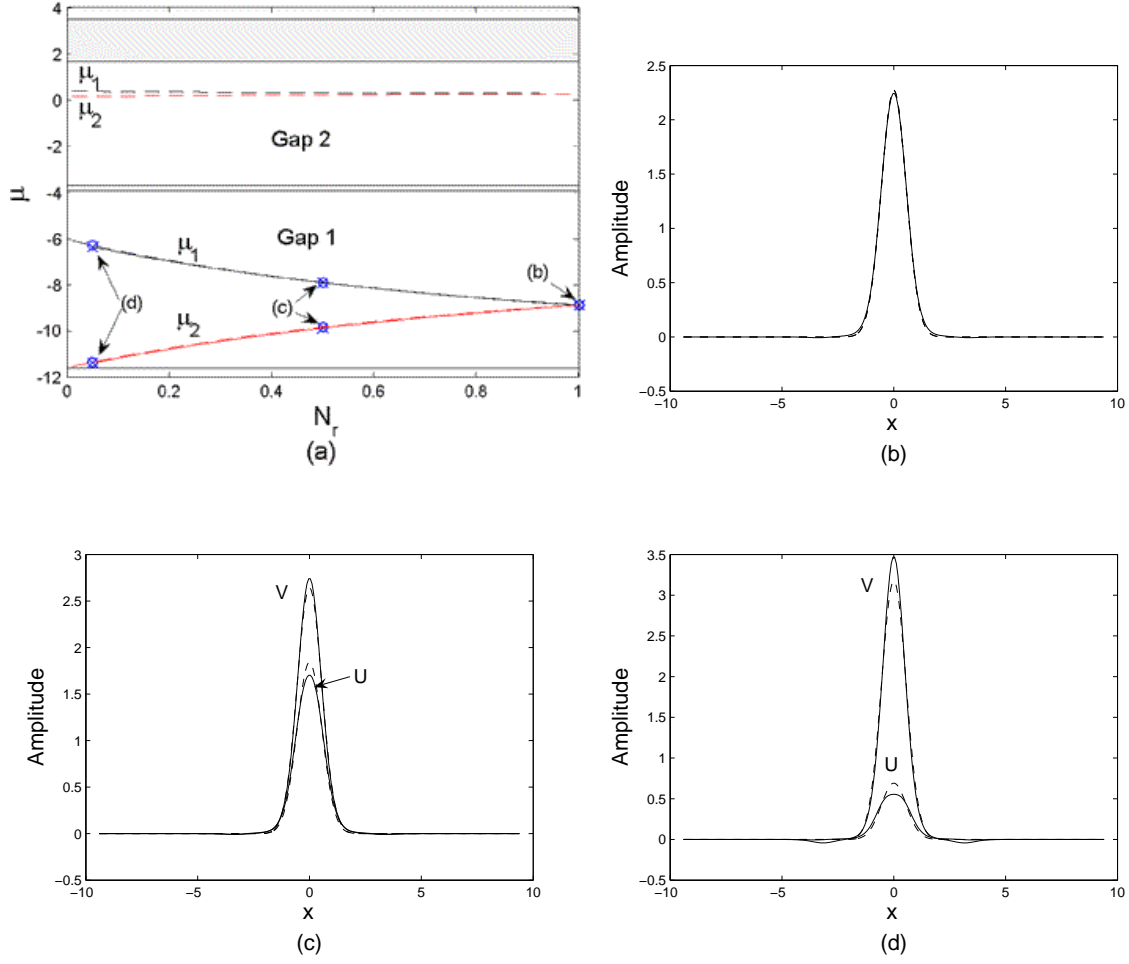 4
2
0
−2
−4
−6
−8
−10
−12
μ
μ1
μ2
Gap 2
Gap 1
μ1
μ2
(b)
(c)
(d)
0 0.2 0.4 0.6 0.8 1
Nr
(a)
2.5
2
1.5
1
0.5
0
−0.5
Amplitude
−10 −5 0 5 10
x
(b)
3
2.5
2
1.5
1
0.5
0
−0.5
Amplitude
V
U
−10 −5 0 5 10
x
(c)
3.5
3
2.5
2
1.5
1
0.5
0
−0.5
Amplitude
V
U
−10 −5 0 5 10
x
(d)